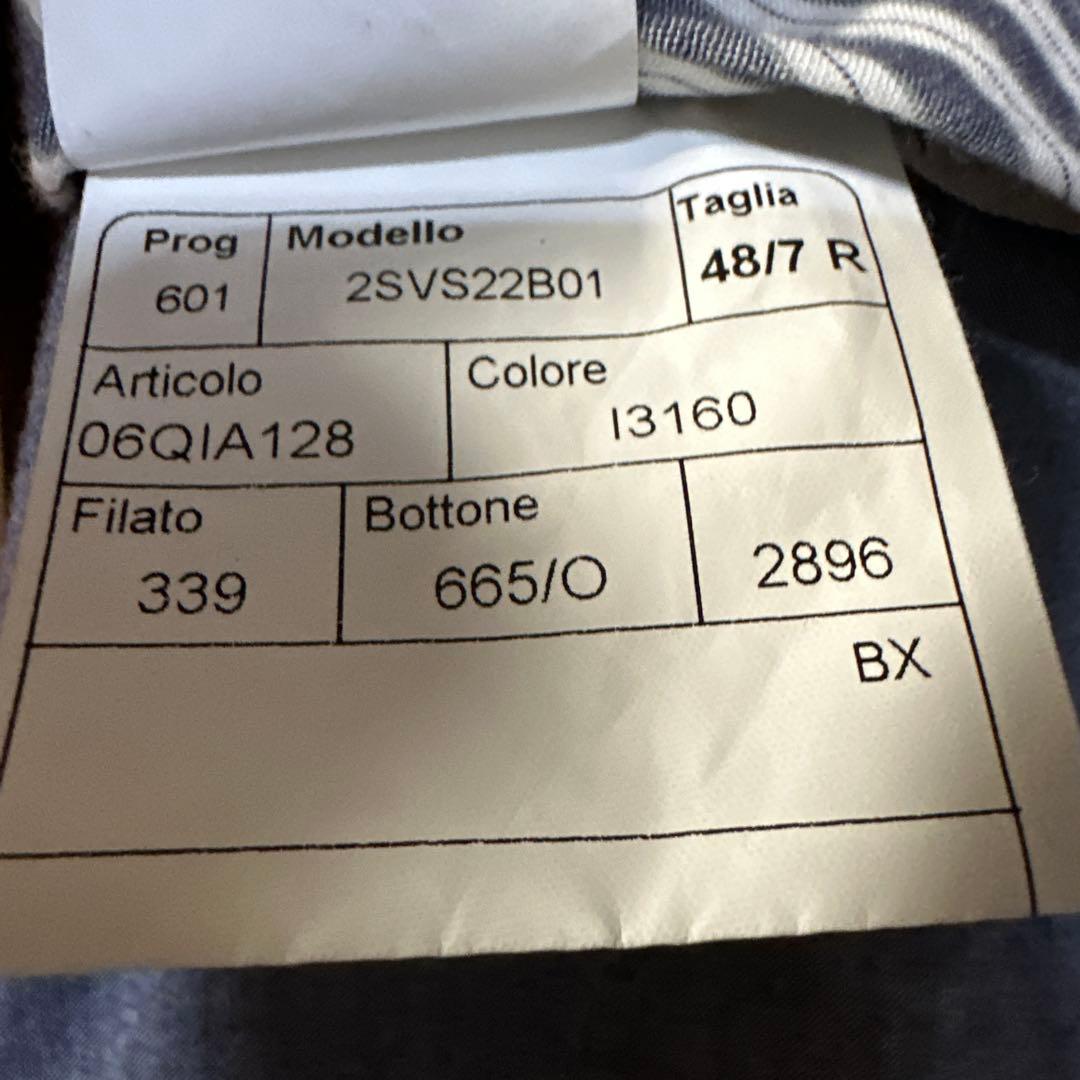 Prog Modello Taglia
601 2SVS22B01 48/7 R
Articolo Colore
06QIA128 I3160
Filato Bottone
339 665/O 2896
BX